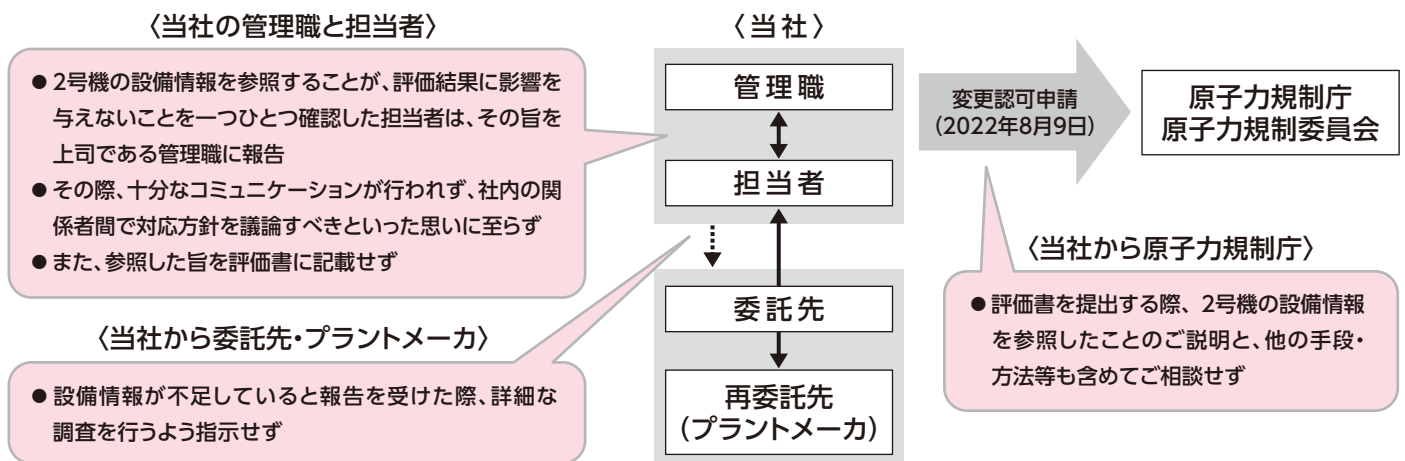 〈当社の管理職と担当者〉
● 2号機の設備情報を参照することが、評価結果に影響を
与えないことを一つひとつ確認した担当者は、その旨を
上司である管理職に報告
● その際、十分なコミュニケーションが行われず、社内の関
係者間で対応方針を議論すべきといった思いに至らず
● また、参照した旨を評価書に記載せず
〈当社から委託先・プラントメーカ〉
● 設備情報が不足していると報告を受けた際、詳細な
調査を行うよう指示せず
〈当社〉
管理職
担当者
委託先
再委託先
(プラントメーカ)
変更認可申請
(2022年8月9日)
原子力規制庁
原子力規制委員会
〈当社から原子力規制庁〉
● 評価書を提出する際、2号機の設備情報
を参照したことのご説明と、他の手段・
方法等も含めてご相談せず